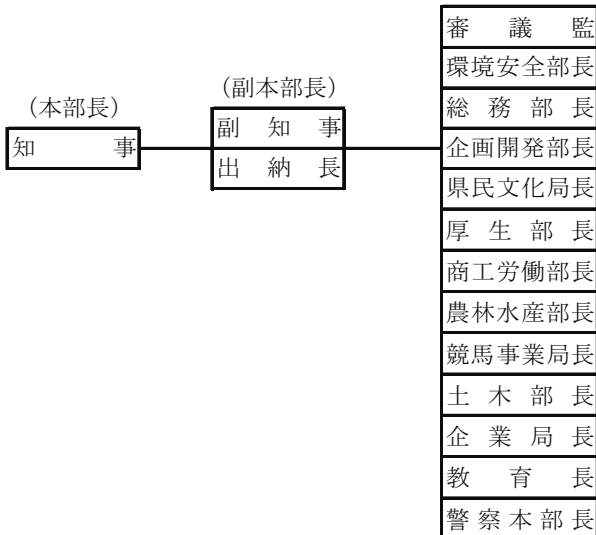 (本部長)
知事
(副本部長)
副知事
出納長
審議監
環境安全部長
総務部長
企画開発部長
県民文化局長
厚生部長
商工労働部長
農林水産部長
競馬事業局長
土木部長
企業局長
教育長
警察本部長